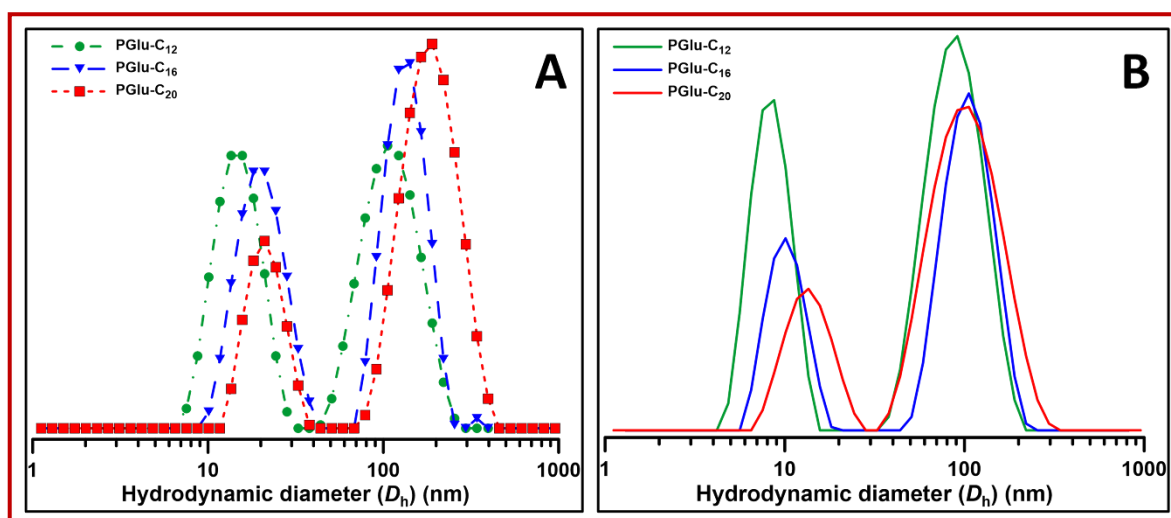 PGlu-C₁₂
PGlu-C₁₆
PGlu-C₂₀
A
1 10 100 1000
Hydrodynamic diameter (Dₕ) (nm)
PGlu-C₁₂
PGlu-C₁₆
PGlu-C₂₀
B
1 10 100 1000
Hydrodynamic diameter (Dₕ) (nm)